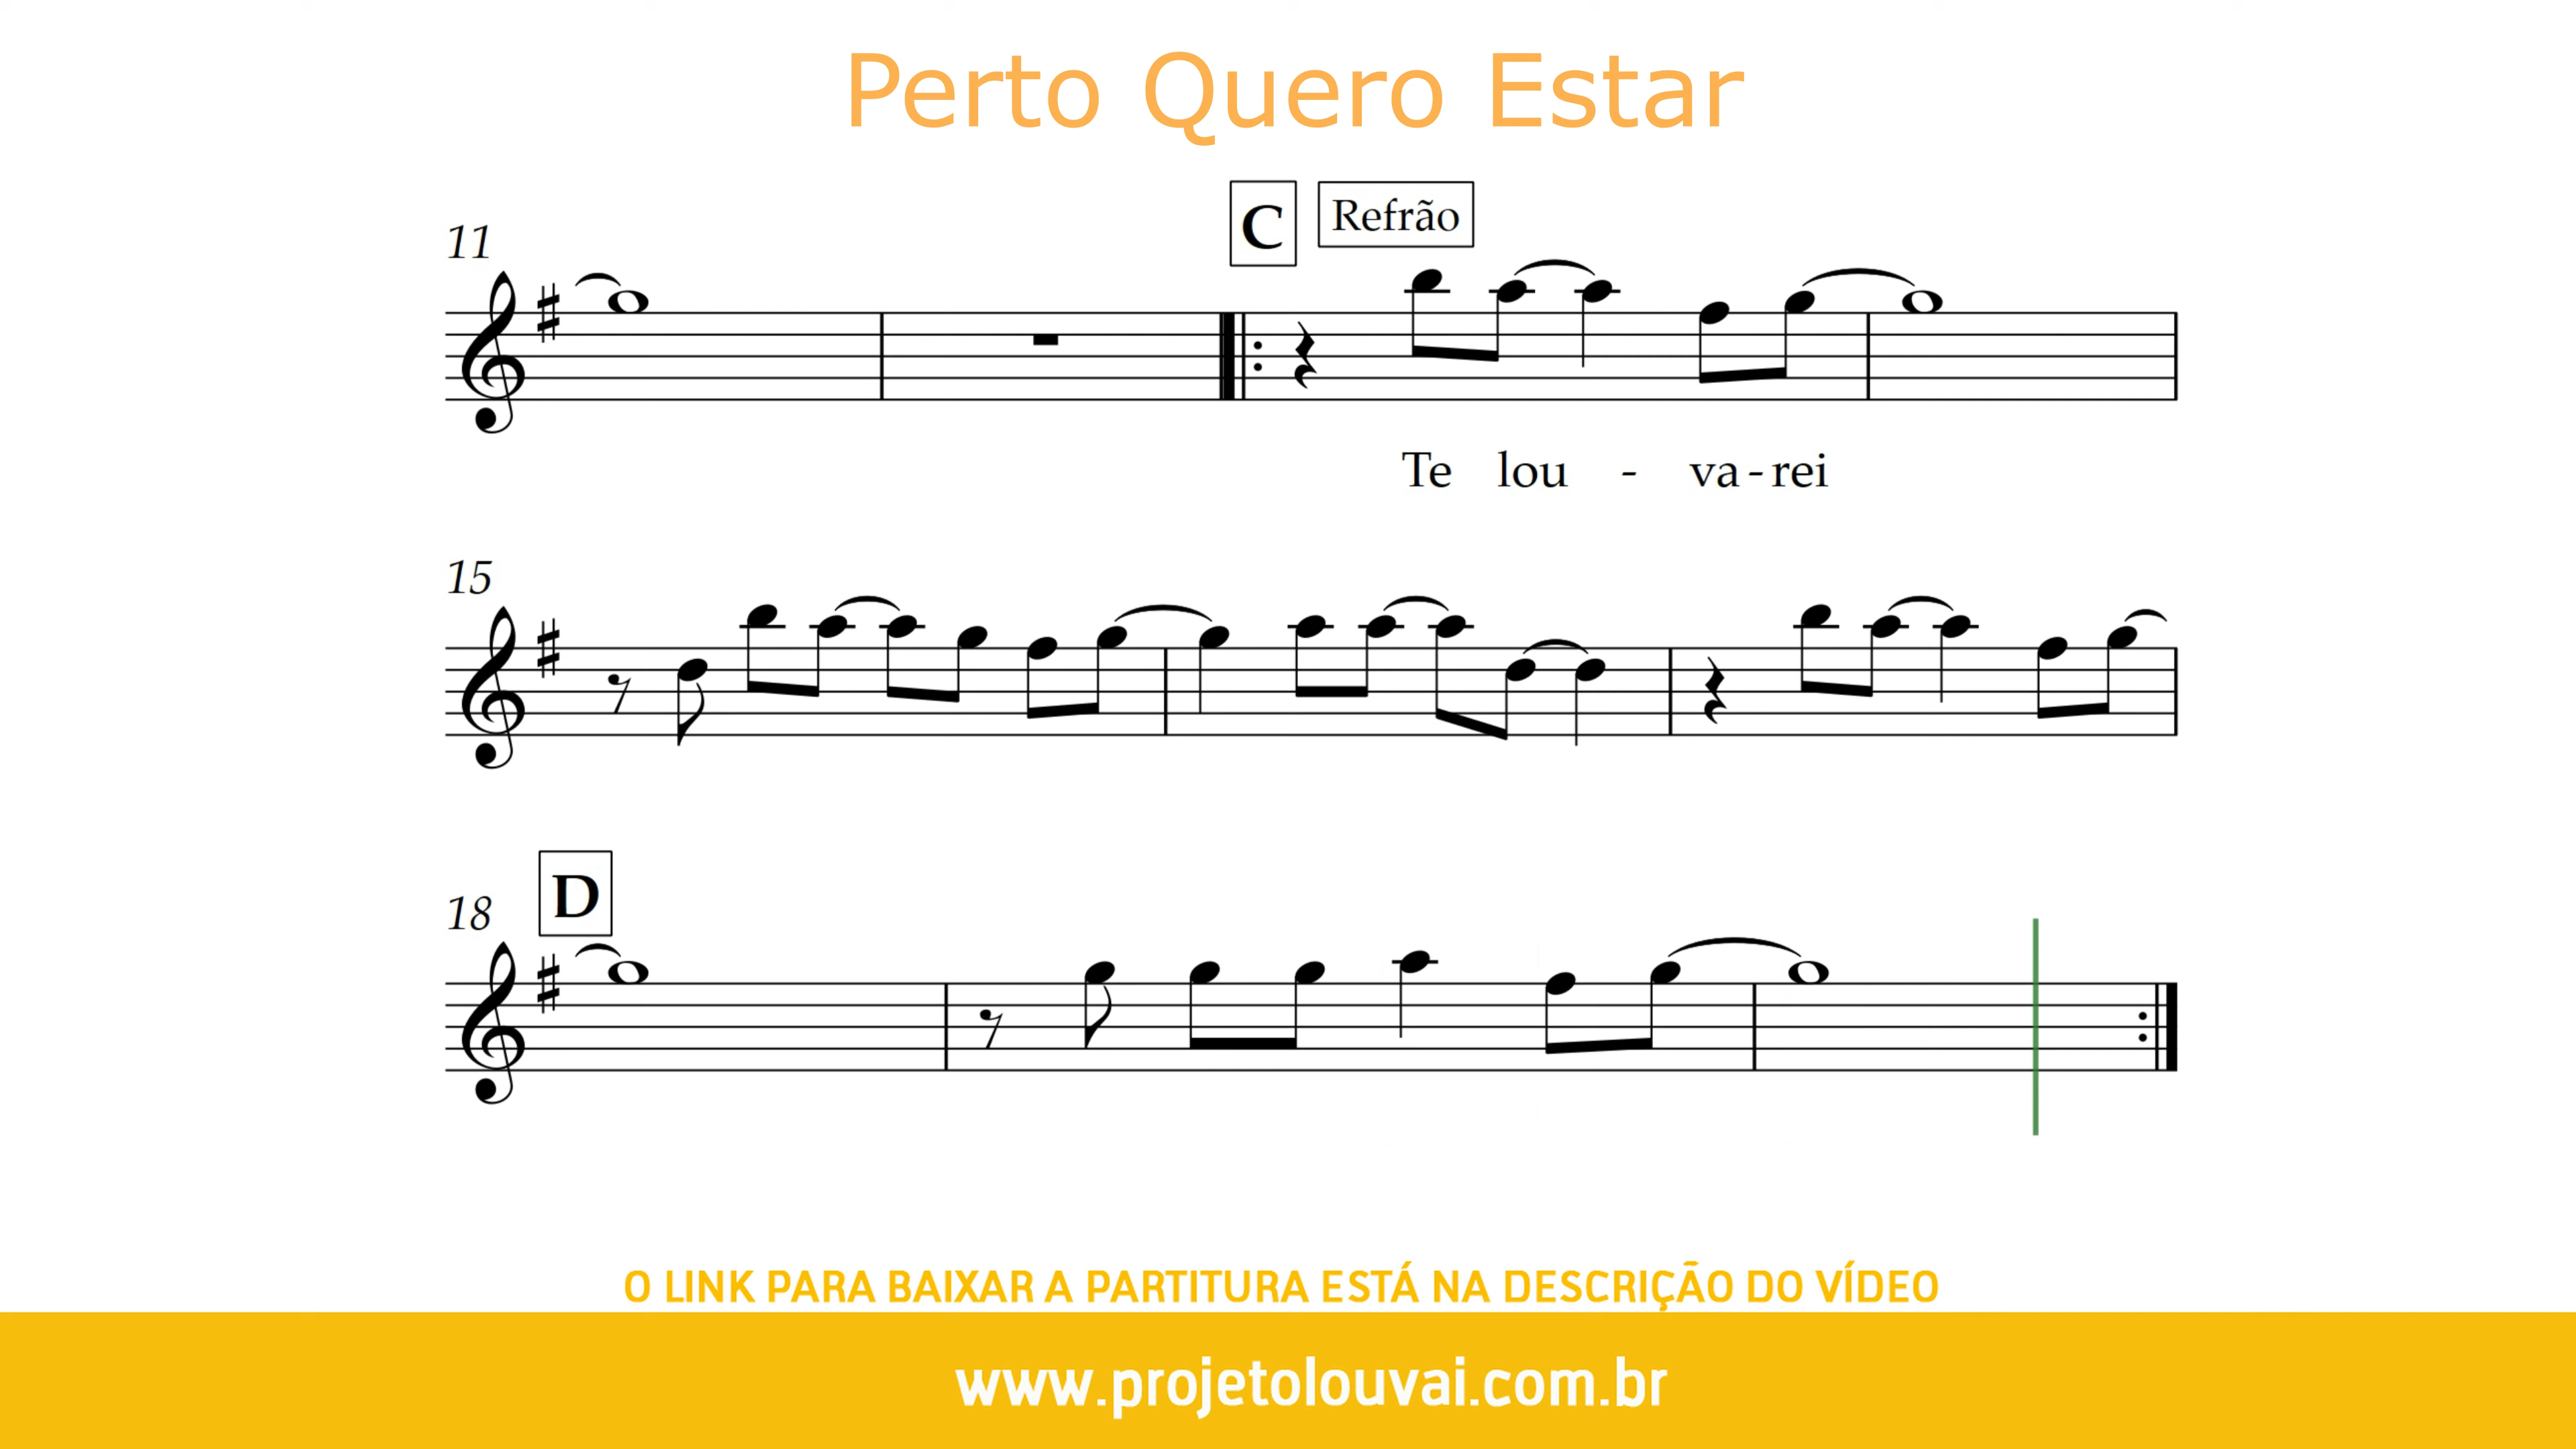 Perto Quero Estar
C Refrão
11
Te lou - va - rei
15
D
18
O LINK PARA BAIXAR A PARTITURA ESTÁ NA DESCRIÇÃO DO VÍDEO
www.projetolouvai.com.br